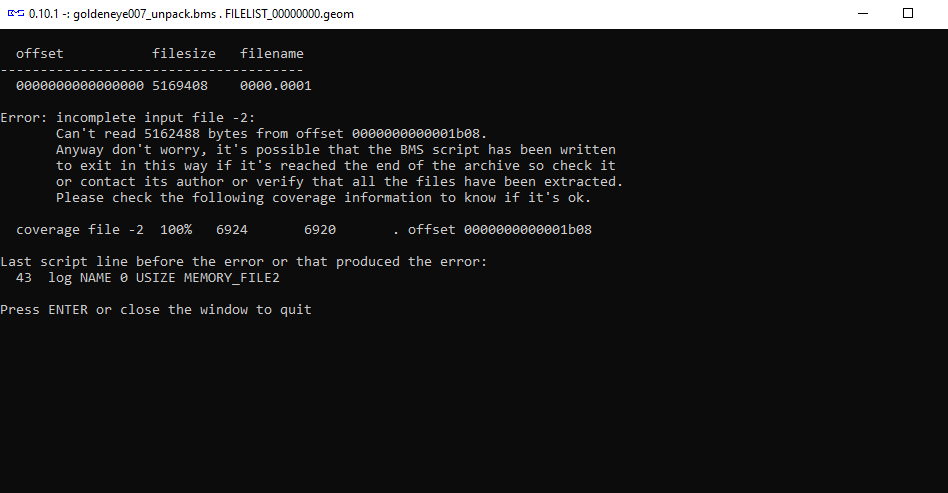 BMS 0.10.1 -: goldeneye007_unpack.bms . FILELIST_00000000.geom
offset filesize filename
--------------------------------------
0000000000000000 5169408 0000.0001
Error: incomplete input file -2:
Can't read 5162488 bytes from offset 0000000000001b08.
Anyway don't worry, it's possible that the BMS script has been written
to exit in this way if it's reached the end of the archive so check it
or contact its author or verify that all the files have been extracted.
Please check the following coverage information to know if it's ok.
coverage file -2 100% 6924 6920 . offset 0000000000001b08
Last script line before the error or that produced the error:
43 log NAME 0 USIZE MEMORY_FILE2
Press ENTER or close the window to quit